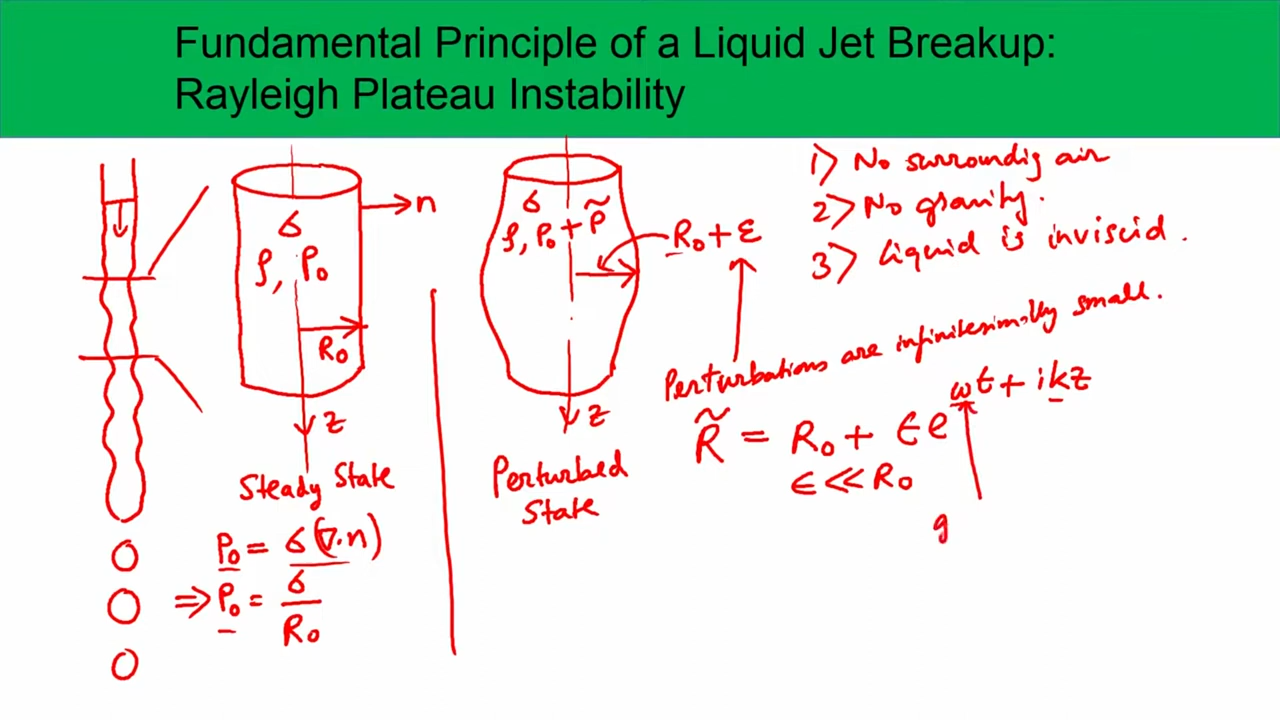 Fundamental Principle of a Liquid Jet Breakup:
Rayleigh Plateau Instability
1) No surroundig air
2) No gravity.
3) Liquid is inviscid.
n
σ
ρ, P₀
R₀
z
Steady State
P₀ = σ(∇·n)
⇒ P₀ = σ/R₀
σ
ρ, P₀ + P̃
R₀ + ε
z
Perturbed
State
Perturbations are infinitesimally small.
R̃ = R₀ + ϵe^(ωt + ikz)
ϵ ≪ R₀
g